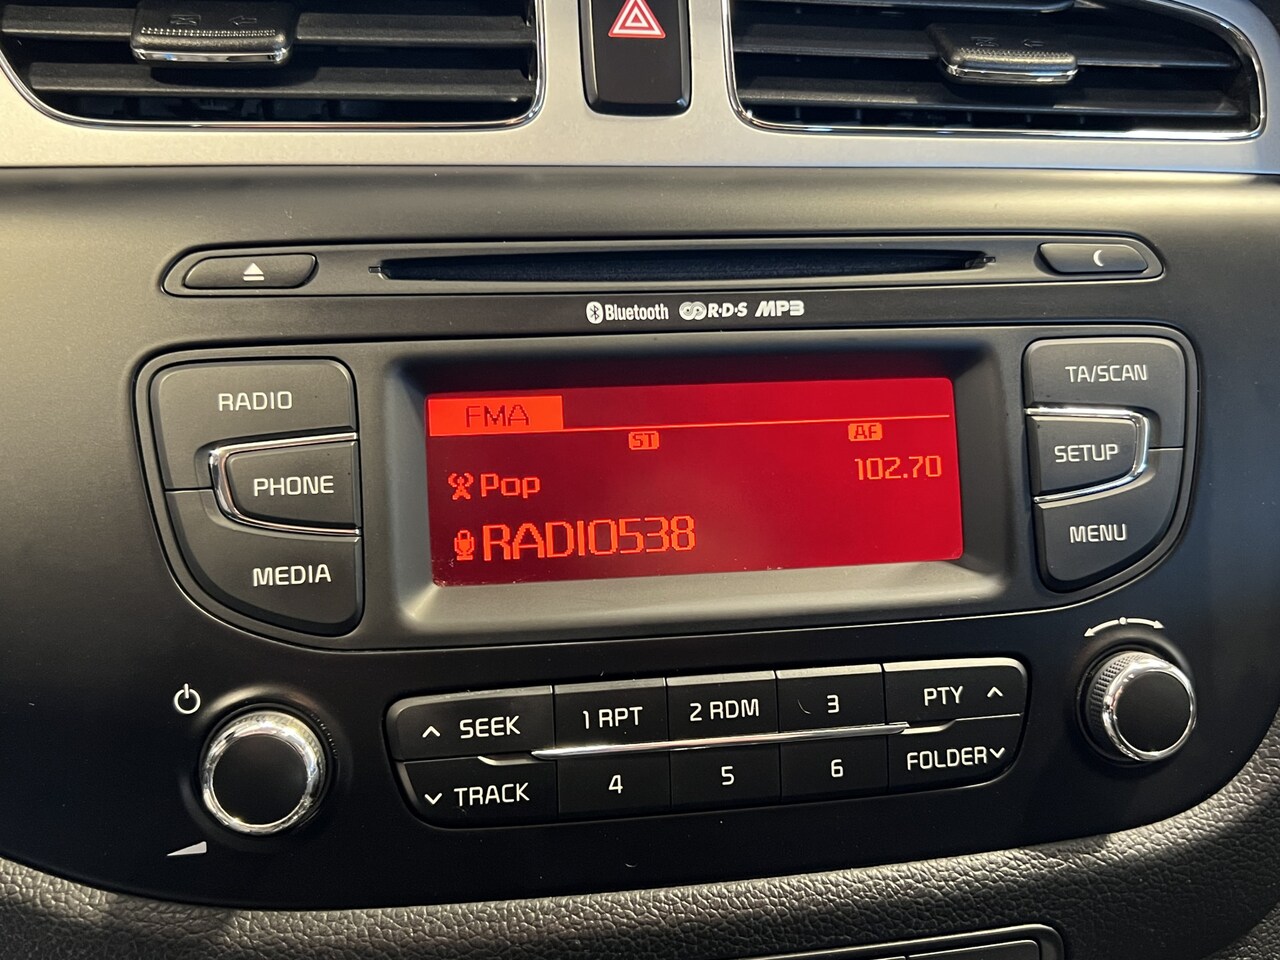 Bluetooth R·D·S MP3
RADIO
PHONE
MEDIA
FMA
ST
AF
Pop
102.70
RADIO538
TA/SCAN
SETUP
MENU
SEEK
1 RPT
2 RDM
3
PTY
TRACK
4
5
6
FOLDER